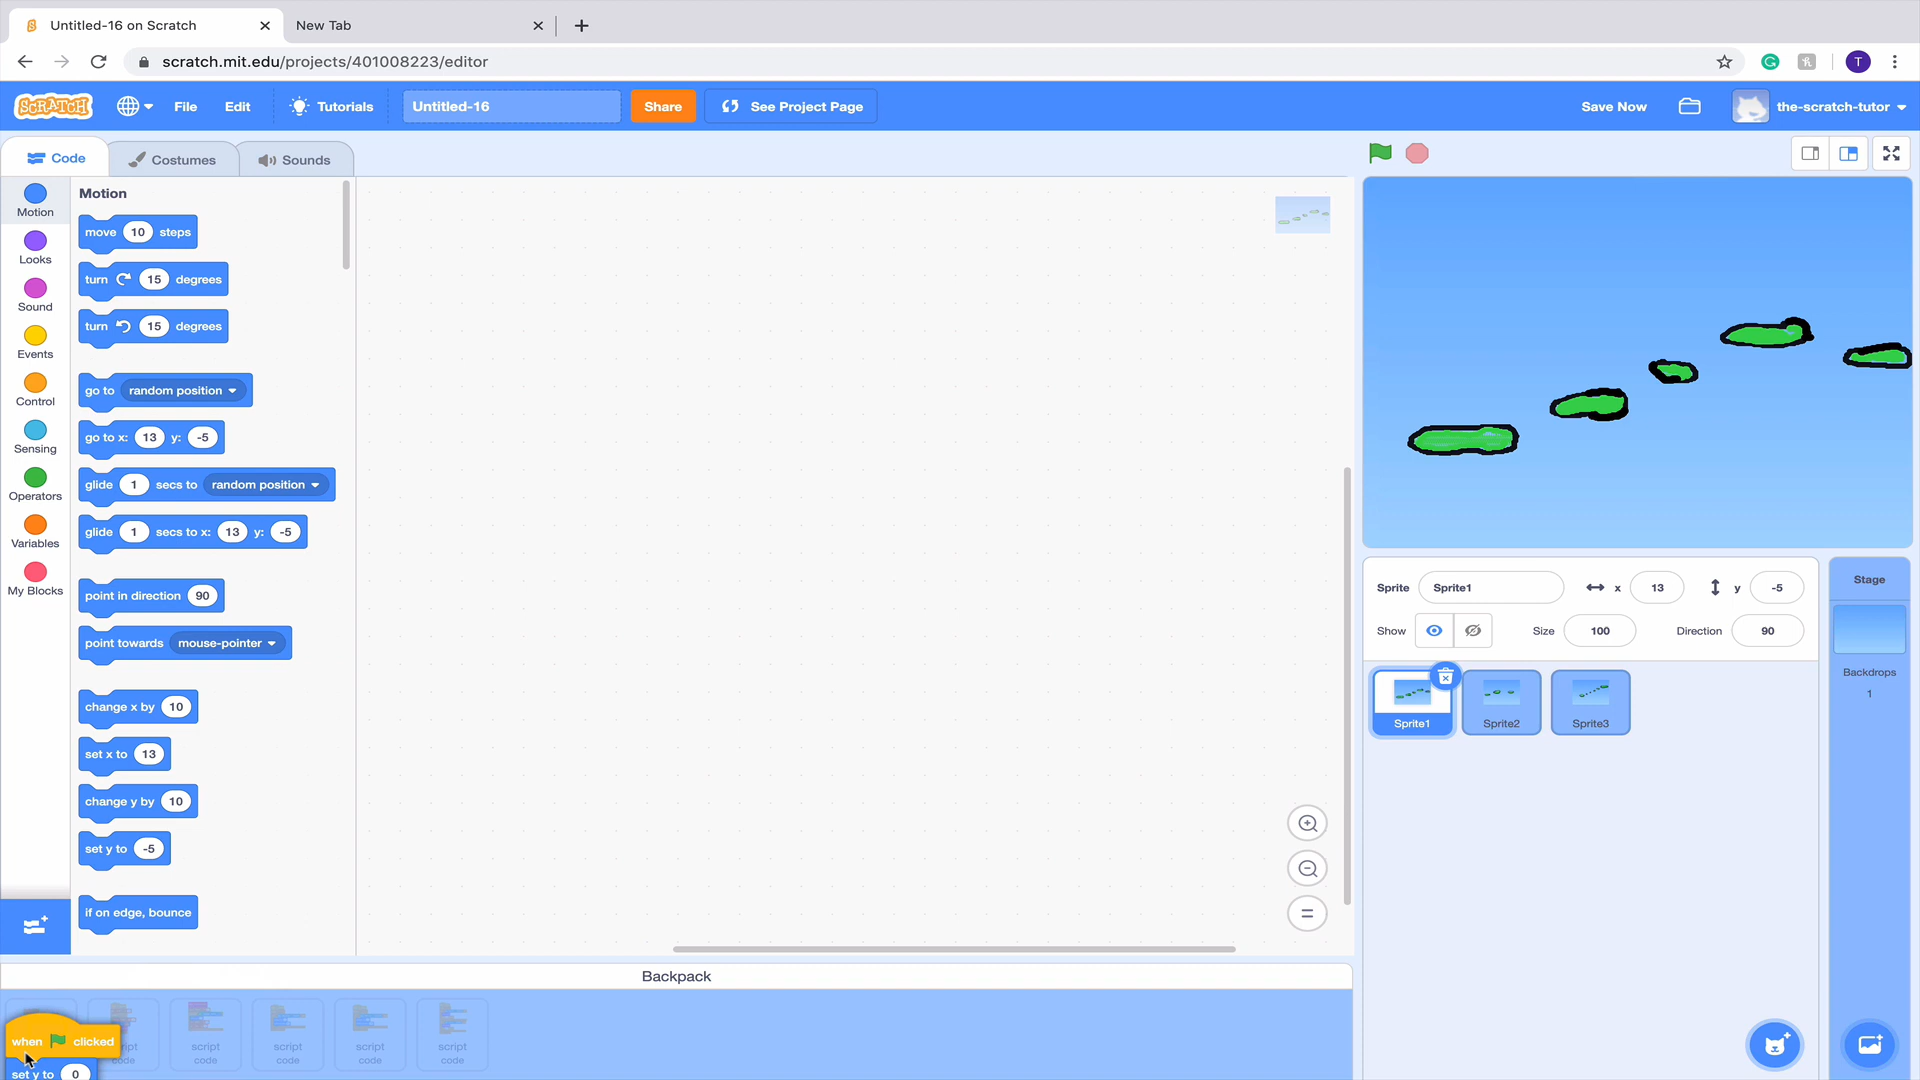 Untitled-16 on Scratch
New Tab
scratch.mit.edu/projects/401008223/editor
T
SCRATCH
File
Edit
Tutorials
Untitled-16
Share
See Project Page
Save Now
the-scratch-tutor
Code
Costumes
Sounds
Motion
Looks
Sound
Events
Control
Sensing
Operators
Variables
My Blocks
Motion
move 10 steps
turn 15 degrees
turn 15 degrees
go to random position
go to x: 13 y: -5
glide 1 secs to random position
glide 1 secs to x: 13 y: -5
point in direction 90
point towards mouse-pointer
change x by 10
set x to 13
change y by 10
set y to -5
if on edge, bounce
Sprite Sprite1 x 13 y -5
Show Size 100 Direction 90
Sprite1
Sprite2
Sprite3
Stage
Backdrops
1
Backpack
when clicked
set y to 0
code
script
code
script
code
script
code
script
code